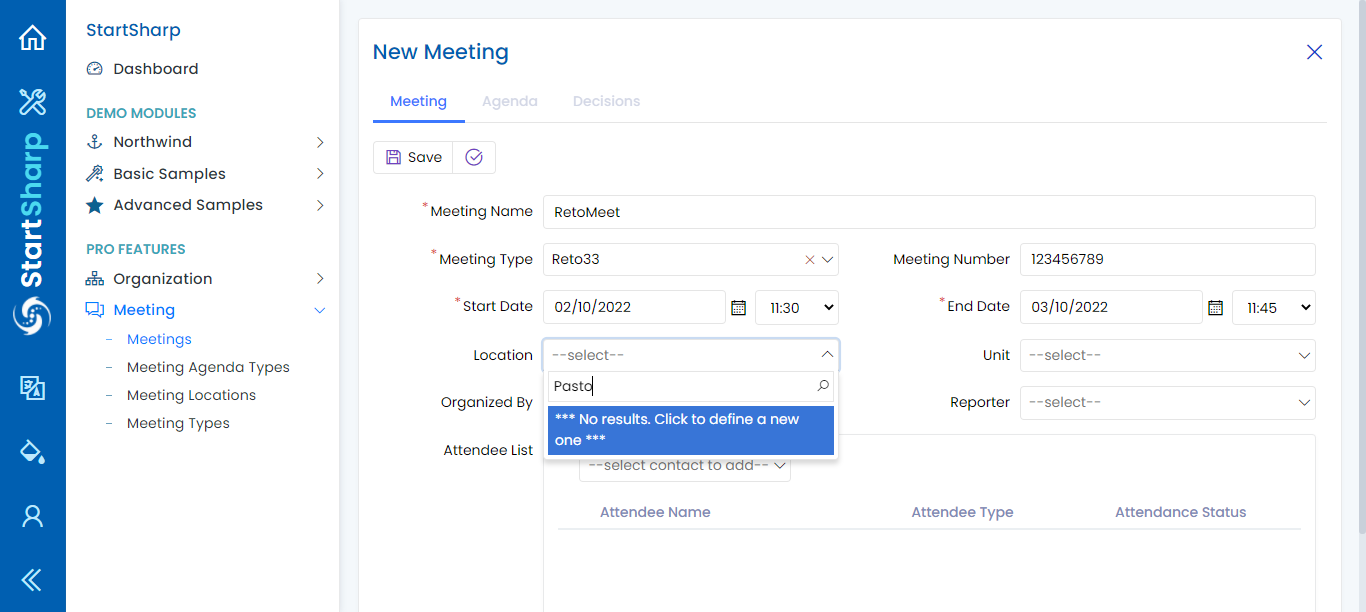 StartSharp
StartSharp
Dashboard
DEMO MODULES
Northwind
Basic Samples
Advanced Samples
PRO FEATURES
Organization
Meeting
– Meetings
– Meeting Agenda Types
– Meeting Locations
– Meeting Types
New Meeting
Meeting Agenda Decisions
Save
*Meeting Name RetoMeet
*Meeting Type Reto33 Meeting Number 123456789
*Start Date 02/10/2022 11:30 *End Date 03/10/2022 11:45
Location --select-- Unit --select--
Pasto
Organized By Reporter --select--
*** No results. Click to define a new
one ***
Attendee List
--select contact to add--
Attendee Name Attendee Type Attendance Status